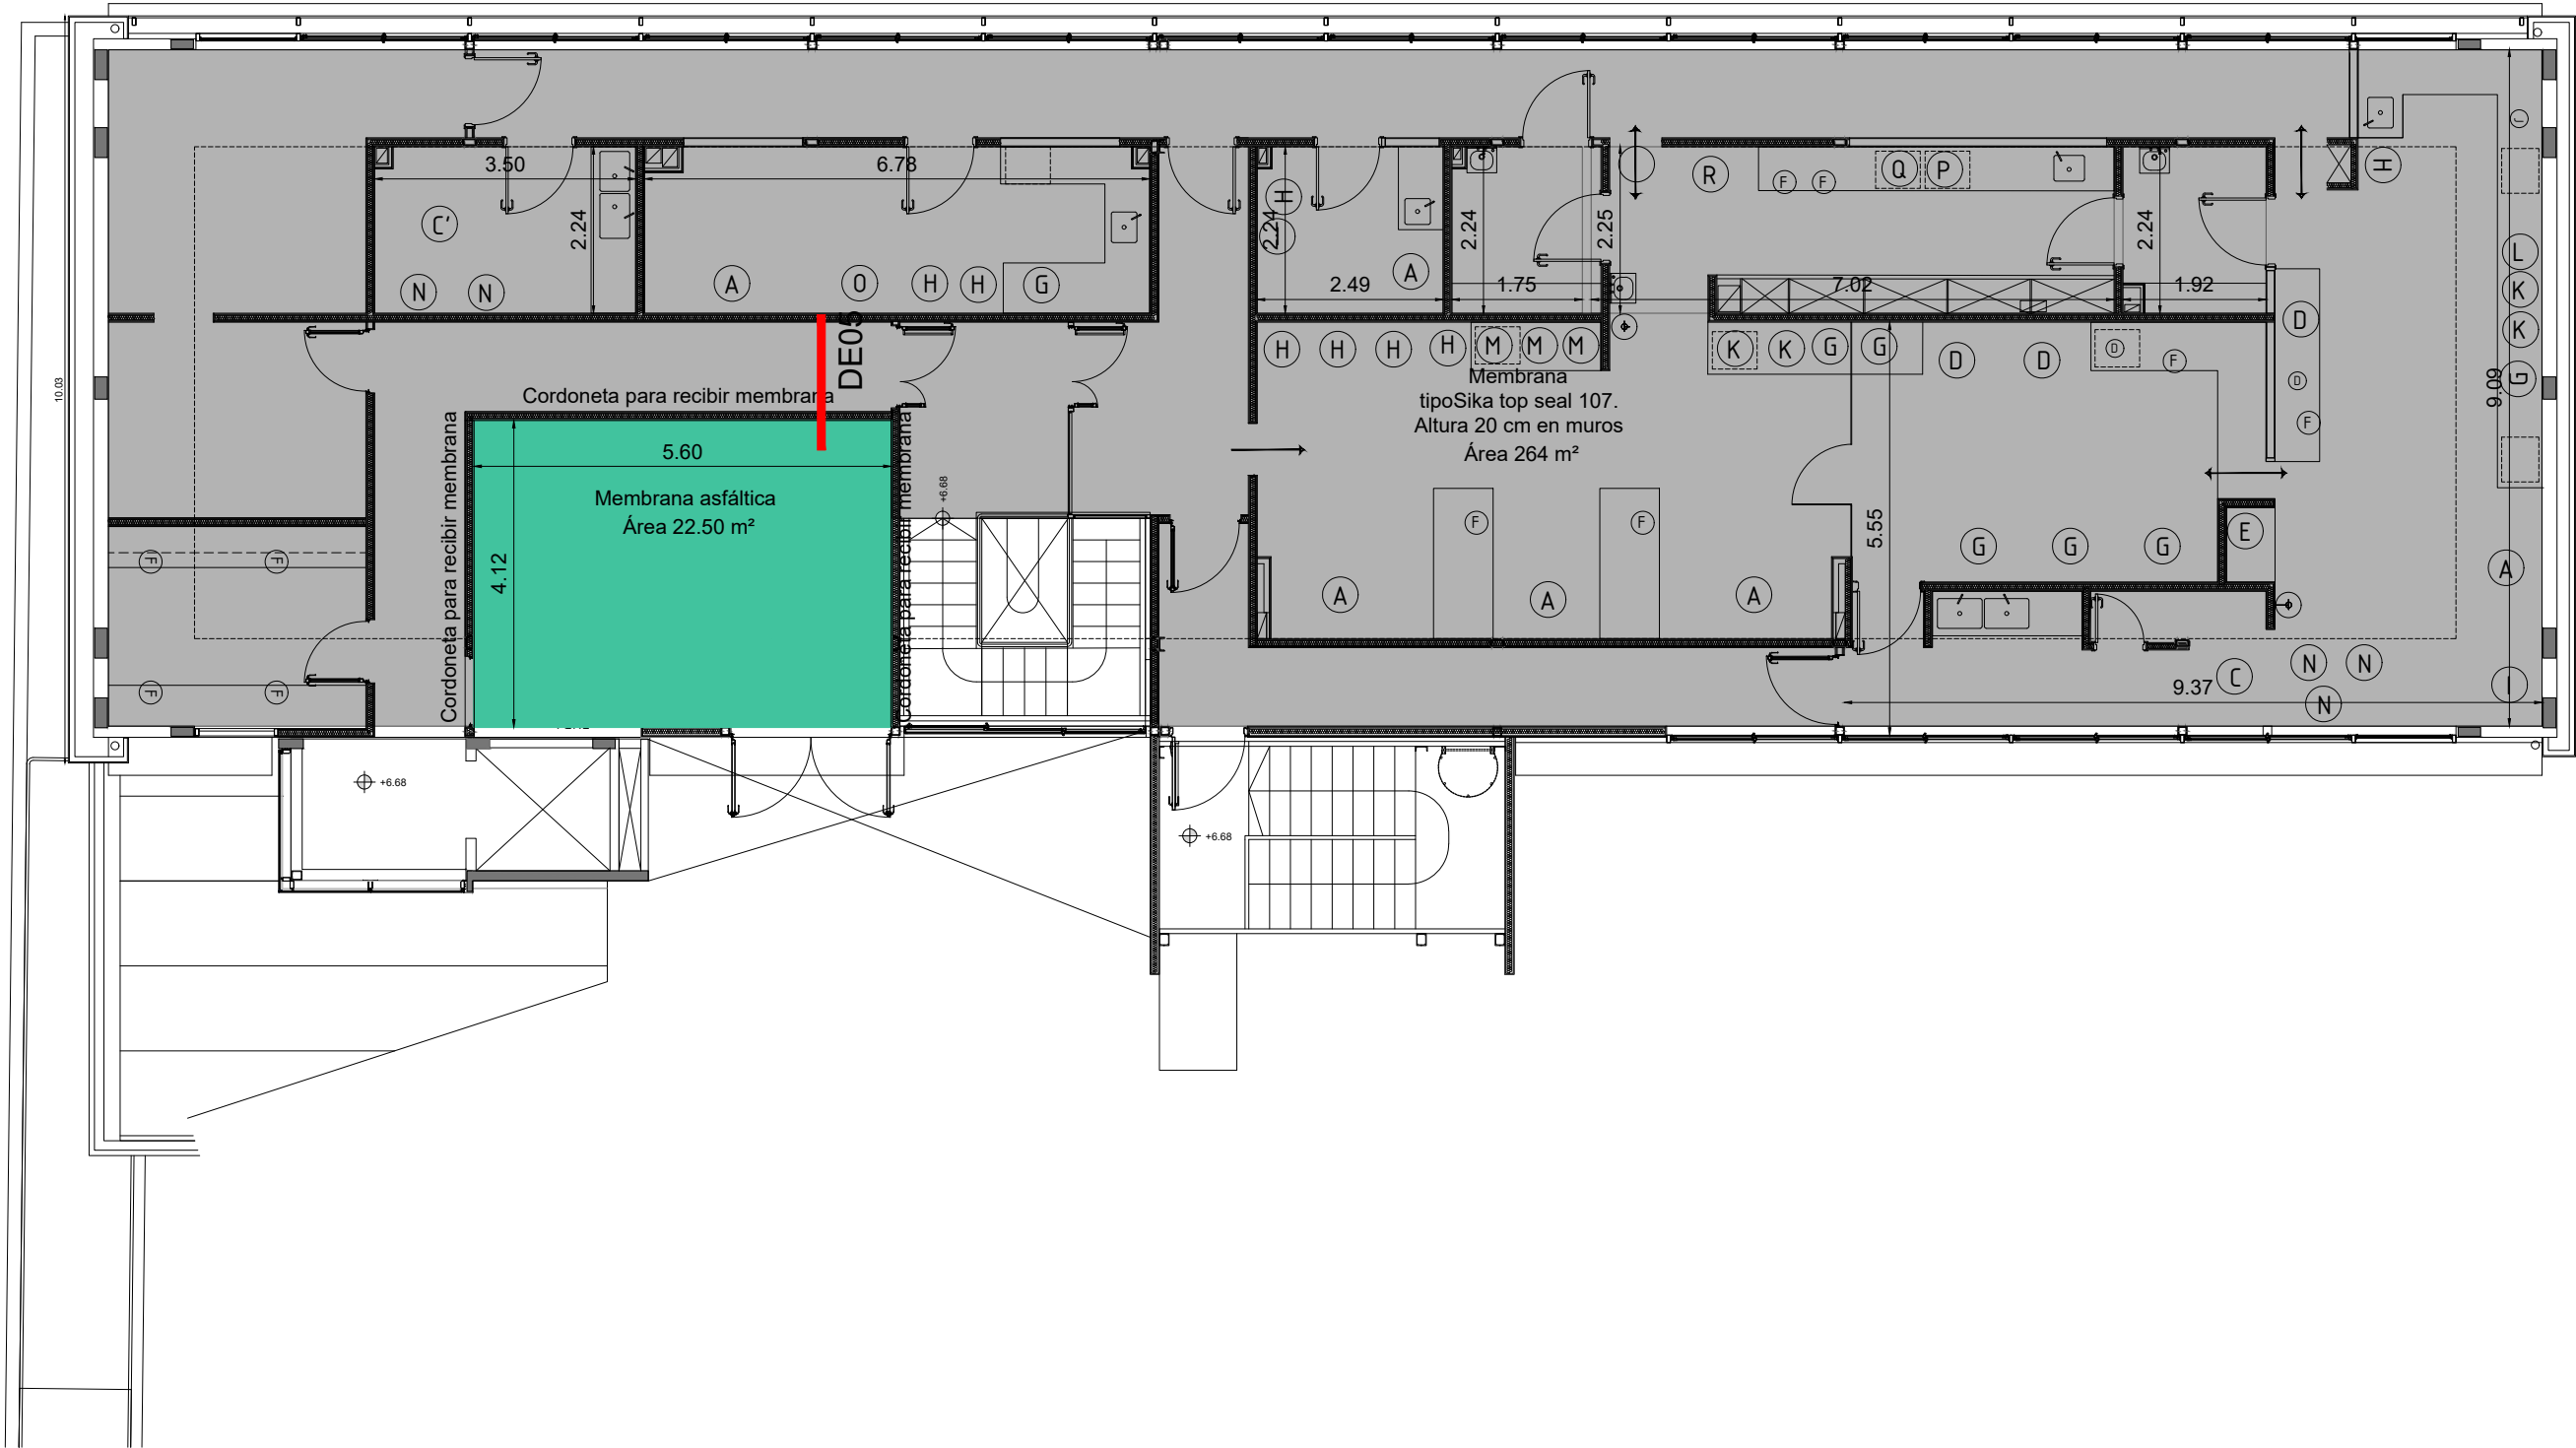 3.50
6.78
2.24
C'
N
N
A
O
H
H
G
H
2.24
A
2.49
2.24
1.75
2.25
R
F
F
Q
P
7.02
2.24
1.92
H
L
K
K
G
D
D
F
9.09
10.03
DE05
Cordoneta para recibir membrana
Cordoneta para recibir membrana
Cordoneta para recibir membrana
5.60
Membrana asfáltica
Área 22.50 m²
4.12
+6.68
H
H
H
H
M
M
M
Membrana
tipoSika top seal 107.
Altura 20 cm en muros
Área 264 m²
K
K
G
G
D
D
D
F
F
F
A
A
A
5.55
G
G
G
E
A
F
F
F
F
C
N
N
N
I
9.37
+6.68
+6.68